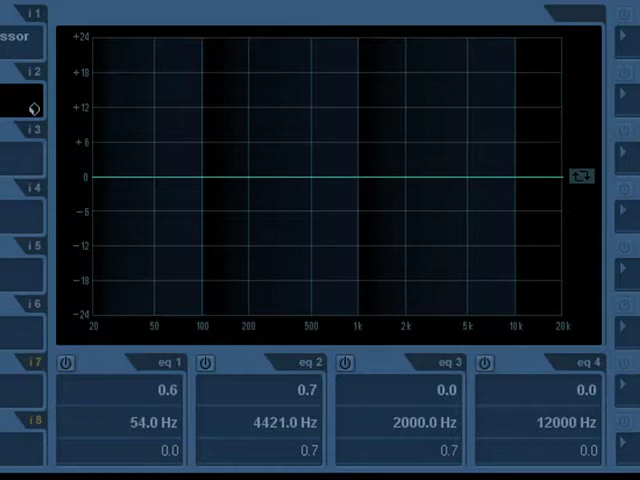 i 1
ssor
i 2
i 3
i 4
i 5
i 6
i 7
i 8
+24
+18
+12
+6
0
-6
-12
-18
-24
20 50 100 200 500 1k 2k 5k 10k 20k
eq 1 eq 2 eq 3 eq 4
0.6 0.7 0.0 0.0
54.0 Hz 4421.0 Hz 2000.0 Hz 12000 Hz
0.0 0.7 0.7 0.0